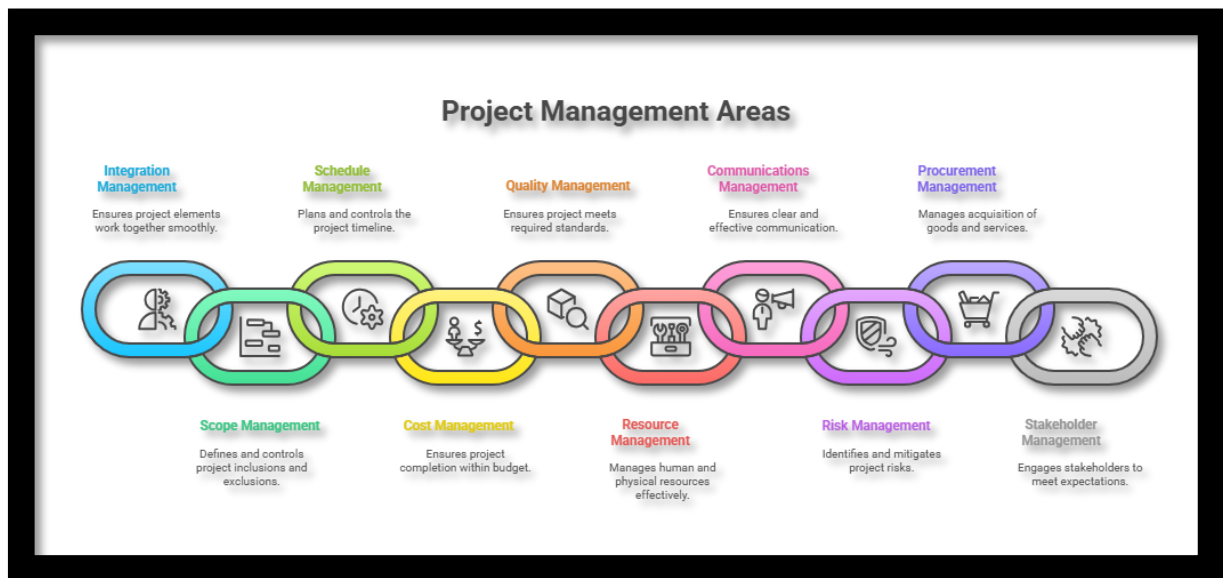 Project Management Areas
Integration
Management
Ensures project elements
work together smoothly.
Schedule
Management
Plans and controls the
project timeline.
Quality Management
Ensures project meets
required standards.
Communications
Management
Ensures clear and
effective communication.
Procurement
Management
Manages acquisition of
goods and services.
$
Scope Management
Defines and controls
project inclusions and
exclusions.
Cost Management
Ensures project
completion within budget.
Resource
Management
Manages human and
physical resources
effectively.
Risk Management
Identifies and mitigates
project risks.
Stakeholder
Management
Engages stakeholders to
meet expectations.